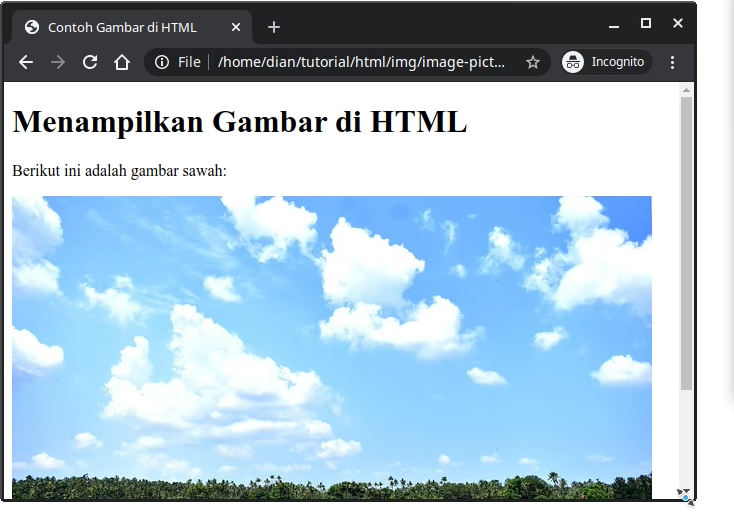 Contoh Gambar di HTML
File /home/dian/tutorial/html/img/image-pict...
Incognito
Menampilkan Gambar di HTML
Berikut ini adalah gambar sawah: